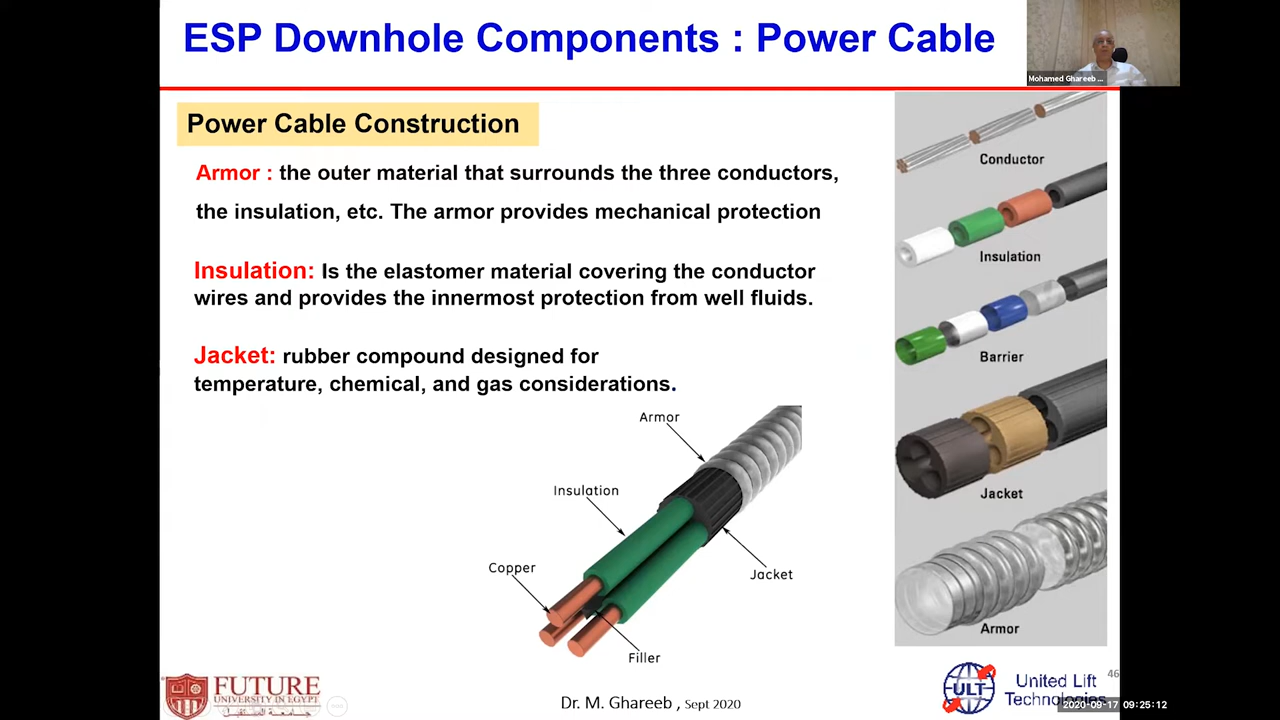 ESP Downhole Components : Power Cable
Mohamed Ghareeb ...
Power Cable Construction
Armor : the outer material that surrounds the three conductors,
the insulation, etc. The armor provides mechanical protection
Insulation: Is the elastomer material covering the conductor
wires and provides the innermost protection from well fluids.
Jacket: rubber compound designed for
temperature, chemical, and gas considerations.
Armor
Insulation
Copper
Jacket
Filler
Conductor
Insulation
Barrier
Jacket
Armor
FUTURE
UNIVERSITY IN EGYPT
جامعة المستقبل
Dr. M. Ghareeb , Sept 2020
ULT
United Lift
Technologies
46
2020-09-17 09:25:12